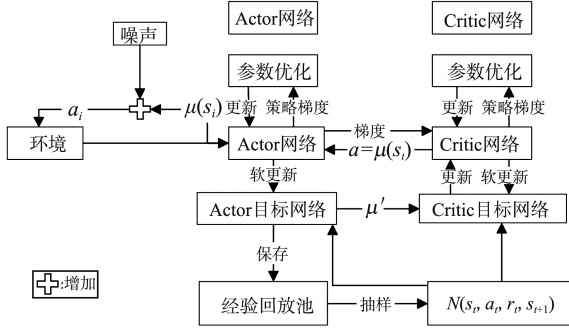 Actor网络
Critic网络
噪声
参数优化
参数优化
a_i
μ(s_i)
更新
策略梯度
更新
策略梯度
环境
Actor网络
梯度
a=μ(s_t)
Critic网络
软更新
更新
软更新
Actor目标网络
μ′
Critic目标网络
保存
:增加
经验回放池
抽样
N(s_t, a_t, r_t, s_{t+1})